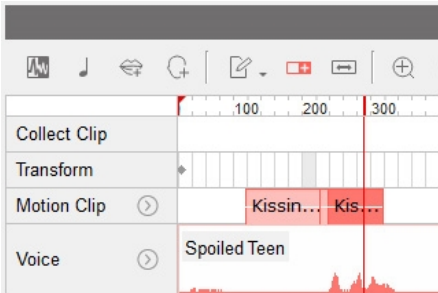 100 200 300
Collect Clip
Transform
Motion Clip Kissin... Kis...
Voice Spoiled Teen